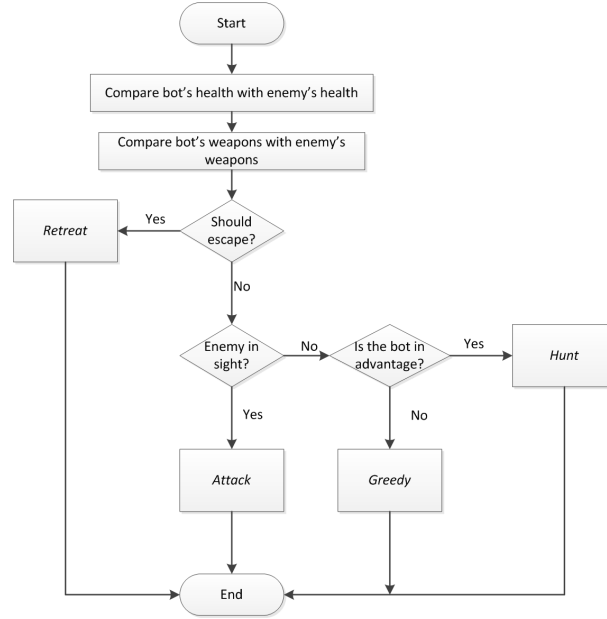 Start
Compare bot's health with enemy's health
Compare bot's weapons with enemy's
weapons
Yes
Retreat
Should
escape?
No
Enemy in
sight?
No
Is the bot in
advantage?
Yes
Hunt
Yes
No
Attack
Greedy
End